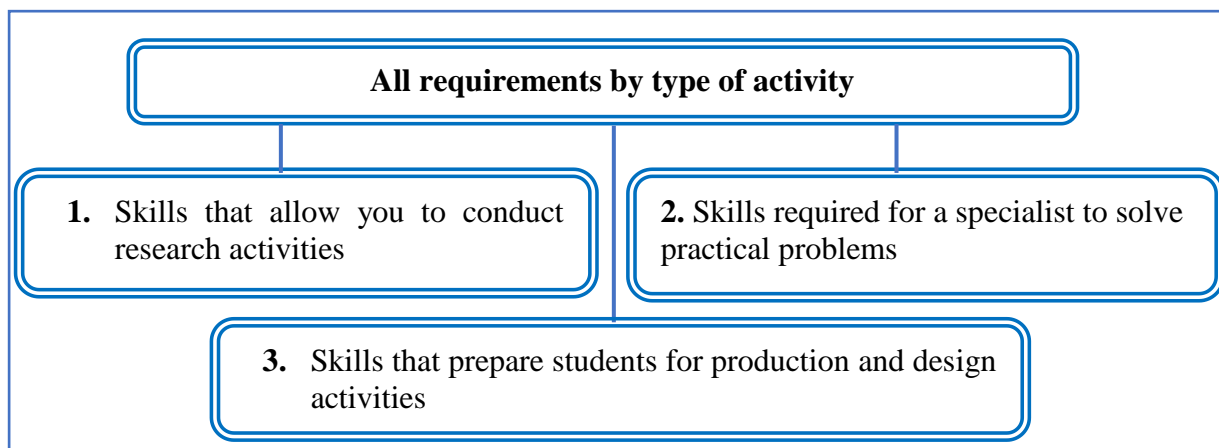 All requirements by type of activity
1. Skills that allow you to conduct
research activities
2. Skills required for a specialist to solve
practical problems
3. Skills that prepare students for production and design
activities